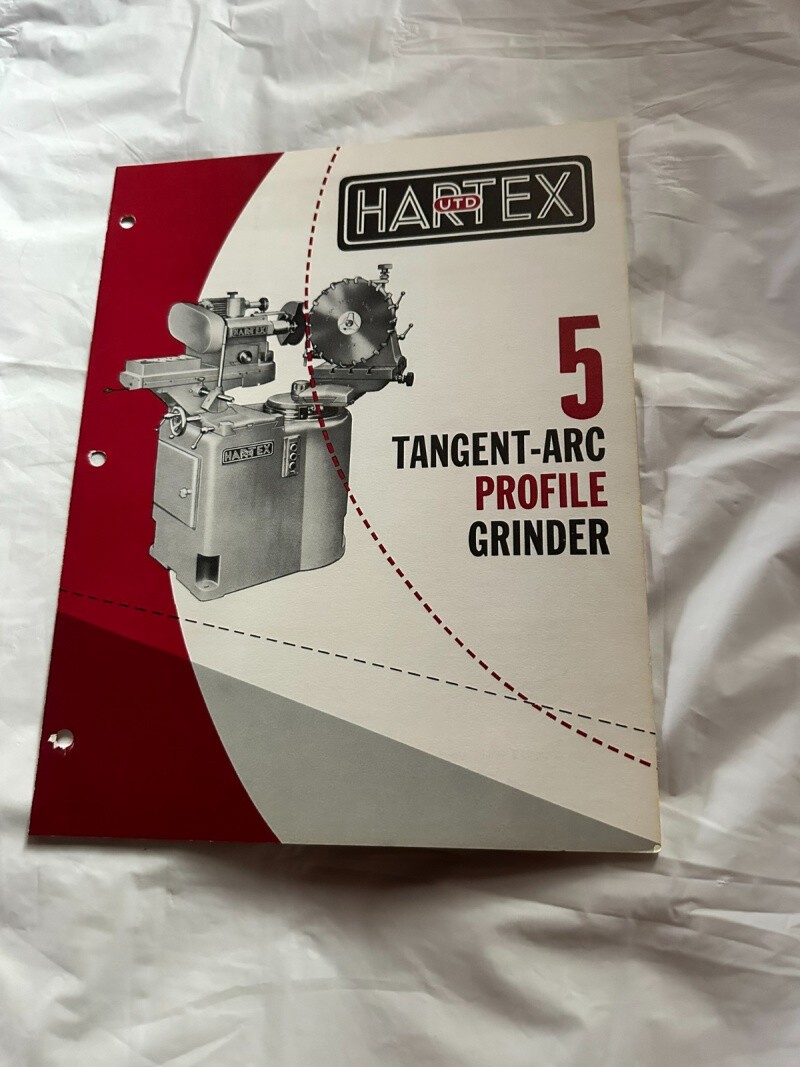 HARTEX
UTD
5
TANGENT-ARC
PROFILE
GRINDER
HARTEX
HARTEX